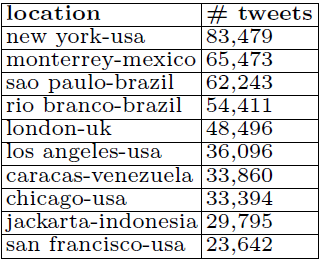 location # tweets
new york-usa 83,479
monterrey-mexico 65,473
sao paulo-brazil 62,243
rio branco-brazil 54,411
london-uk 48,496
los angeles-usa 36,096
caracas-venezuela 33,860
chicago-usa 33,394
jackarta-indonesia 29,795
san francisco-usa 23,642